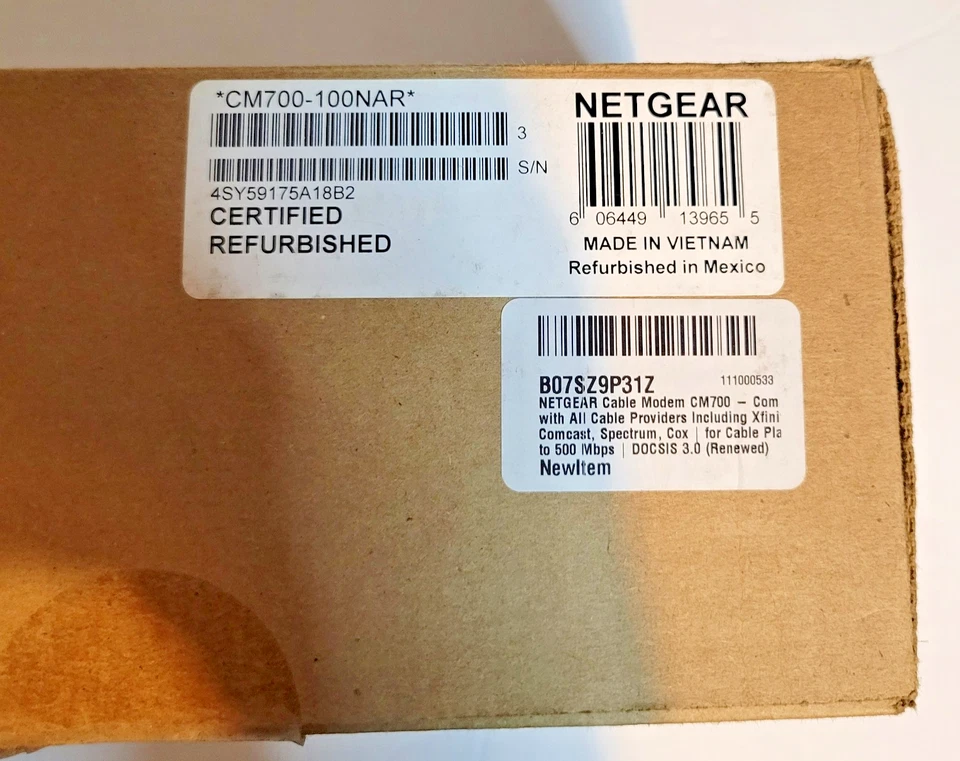 *CM700-100NAR*
3
S/N
4SY59175A18B2
CERTIFIED
REFURBISHED
NETGEAR
6 06449 13965 5
MADE IN VIETNAM
Refurbished in Mexico
B07SZ9P31Z 111000533
NETGEAR Cable Modem CM700 – Com
with All Cable Providers Including Xfini
Comcast, Spectrum, Cox | for Cable Pla
to 500 Mbps | DOCSIS 3.0 (Renewed)
NewItem